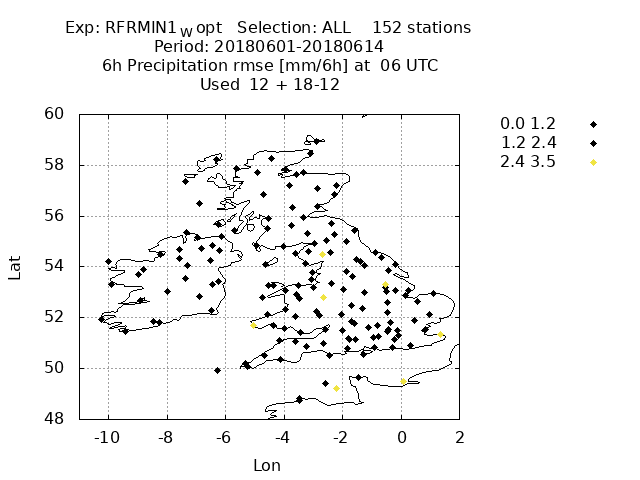 Exp: RFRMIN1wopt Selection: ALL 152 stations
Period: 20180601-20180614
6h Precipitation rmse [mm/6h] at 06 UTC
Used 12 + 18-12
0.0 1.2
1.2 2.4
2.4 3.5
60
58
56
54
52
50
48
Lat
-10 -8 -6 -4 -2 0 2
Lon